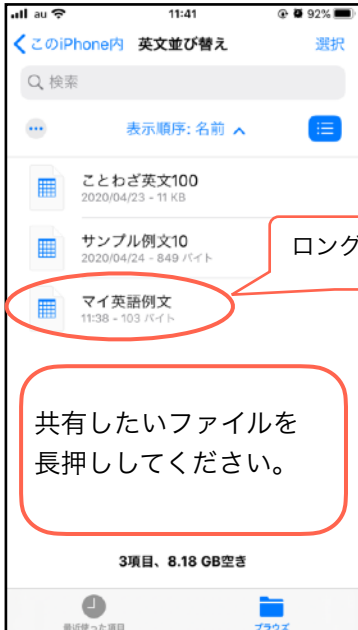 au 11:41 92%
このiPhone内 英文並び替え 選択
検索
表示順序: 名前
ことわざ英文100
2020/04/23 - 11 KB
サンプル例文10
2020/04/24 - 849 バイト
ロング
マイ英語例文
11:38 - 103 バイト
共有したいファイルを
長押ししてください。
3項目、8.18 GB空き
最近使った項目 ブラウズ